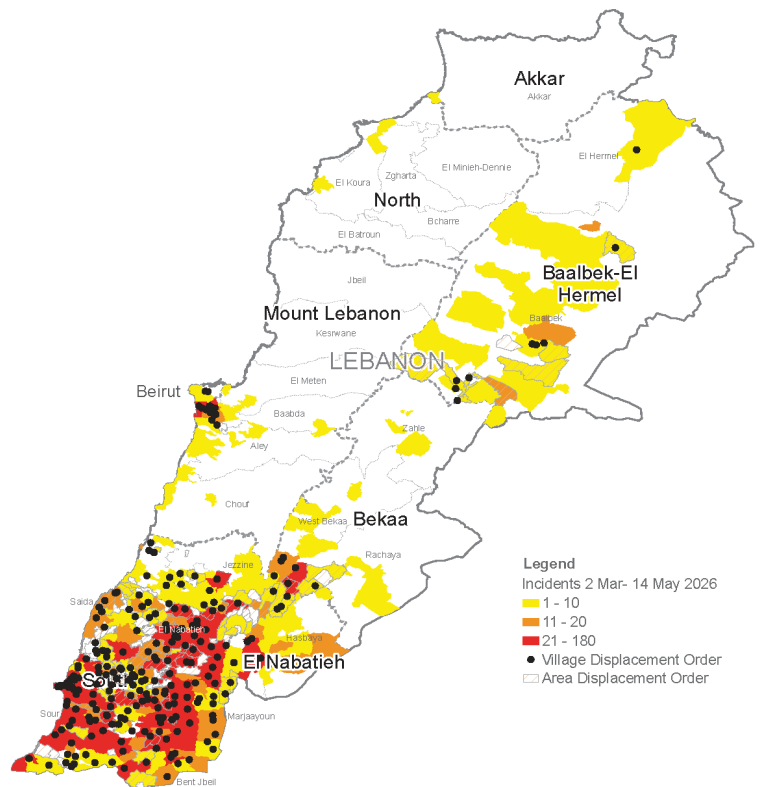 Akkar
Akkar
El Hermel
El Minieh-Dennie
Zgharta
El Koura
North
Bcharre
El Batroun
Baalbek-El
Hermel
Jbeil
Mount Lebanon
Baalbek
Kesrwane
LEBANON
El Meten
Beirut
Baabda
Zahle
Aley
Chouf
West Bekaa
Bekaa
Rachaya
Jezzine
Saida
El Nabatieh
Hasbaya
El Nabatieh
South
Sour
Marjaayoun
Bent Jbeil
Legend
Incidents 2 Mar- 14 May 2026
1 - 10
11 - 20
21 - 180
Village Displacement Order
Area Displacement Order